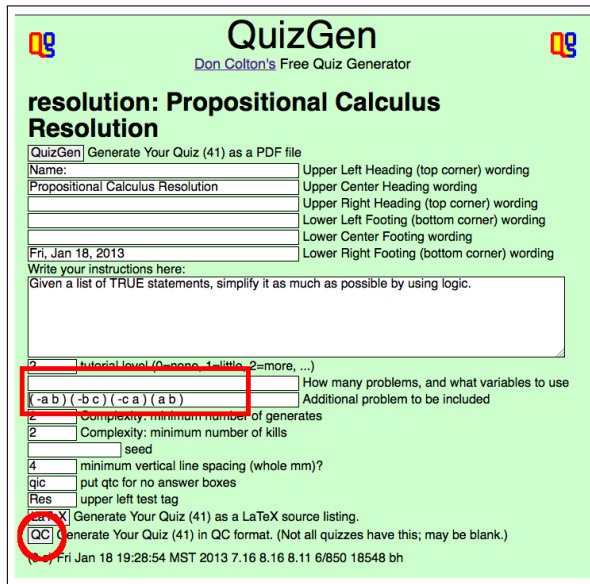 QS QuizGen QS
Don Colton's Free Quiz Generator
resolution: Propositional Calculus
Resolution
QuizGen Generate Your Quiz (41) as a PDF file
Name: Upper Left Heading (top corner) wording
Propositional Calculus Resolution Upper Center Heading wording
Upper Right Heading (top corner) wording
Lower Left Footing (bottom corner) wording
Lower Center Footing wording
Fri, Jan 18, 2013 Lower Right Footing (bottom corner) wording
Write your instructions here:
Given a list of TRUE statements, simplify it as much as possible by using logic.
2 tutorial level (0=none, 1=little, 2=more, ...)
How many problems, and what variables to use
( -a b ) ( -b c ) ( -c a ) ( a b ) Additional problem to be included
2 Complexity: minimum number of generates
2 Complexity: minimum number of kills
seed
4 minimum vertical line spacing (whole mm)?
qic put qtc for no answer boxes
Res upper left test tag
LaTeX Generate Your Quiz (41) as a LaTeX source listing.
QC Generate Your Quiz (41) in QC format. (Not all quizzes have this; may be blank.)
Fri Jan 18 19:28:54 MST 2013 7.16 8.16 8.11 6/850 18548 bh